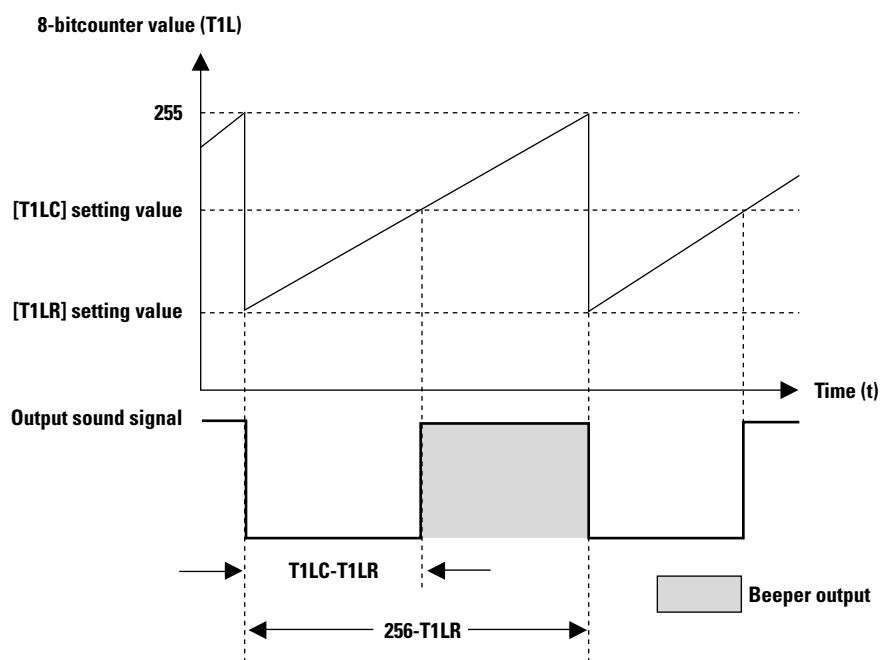 8-bitcounter value (T1L)
255
[T1LC] setting value
[T1LR] setting value
Time (t)
Output sound signal
T1LC-T1LR
Beeper output
256-T1LR